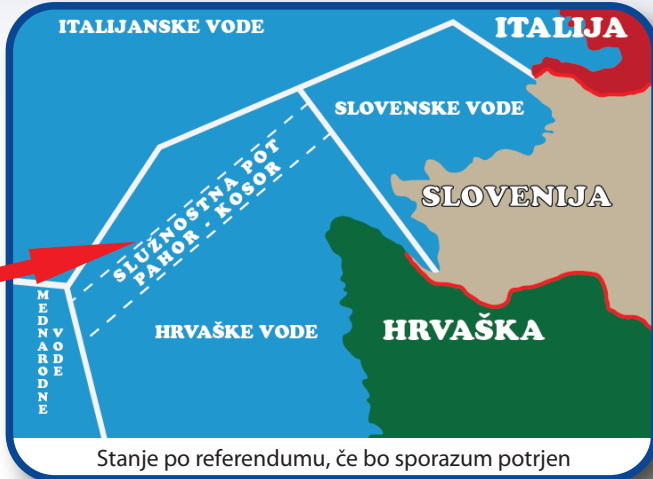 ITALIJANSKE VODE
ITALIJA
SLOVENSKE VODE
SLUŽNOSTNA POT
PAHOR - KOSOR
SLOVENIJA
MEDNARODNE
VODE
HRVAŠKE VODE
HRVAŠKA
Stanje po referendumu, če bo sporazum potrjen